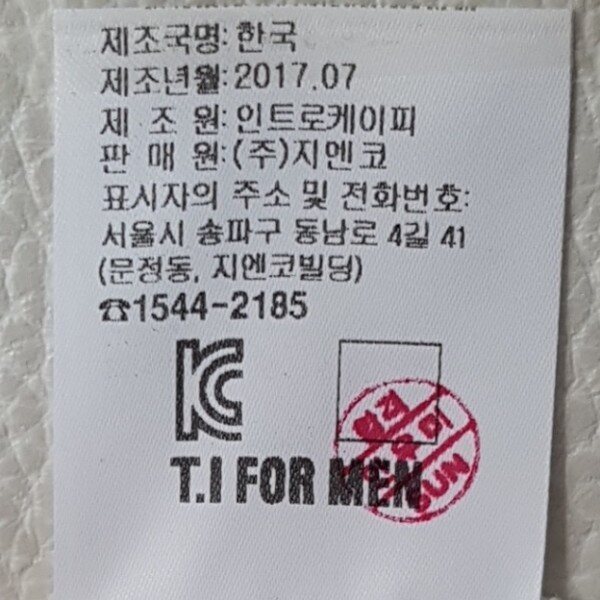 제조국명: 한국
제조년월: 2017.07
제 조 원: 인트로케이피
판 매 원: (주)지엔코
표시자의 주소 및 전화번호:
서울시 송파구 동남로 4길 41
(문정동, 지엔코빌딩)
☎1544-2185
KC
T.I FOR MEN
SUN